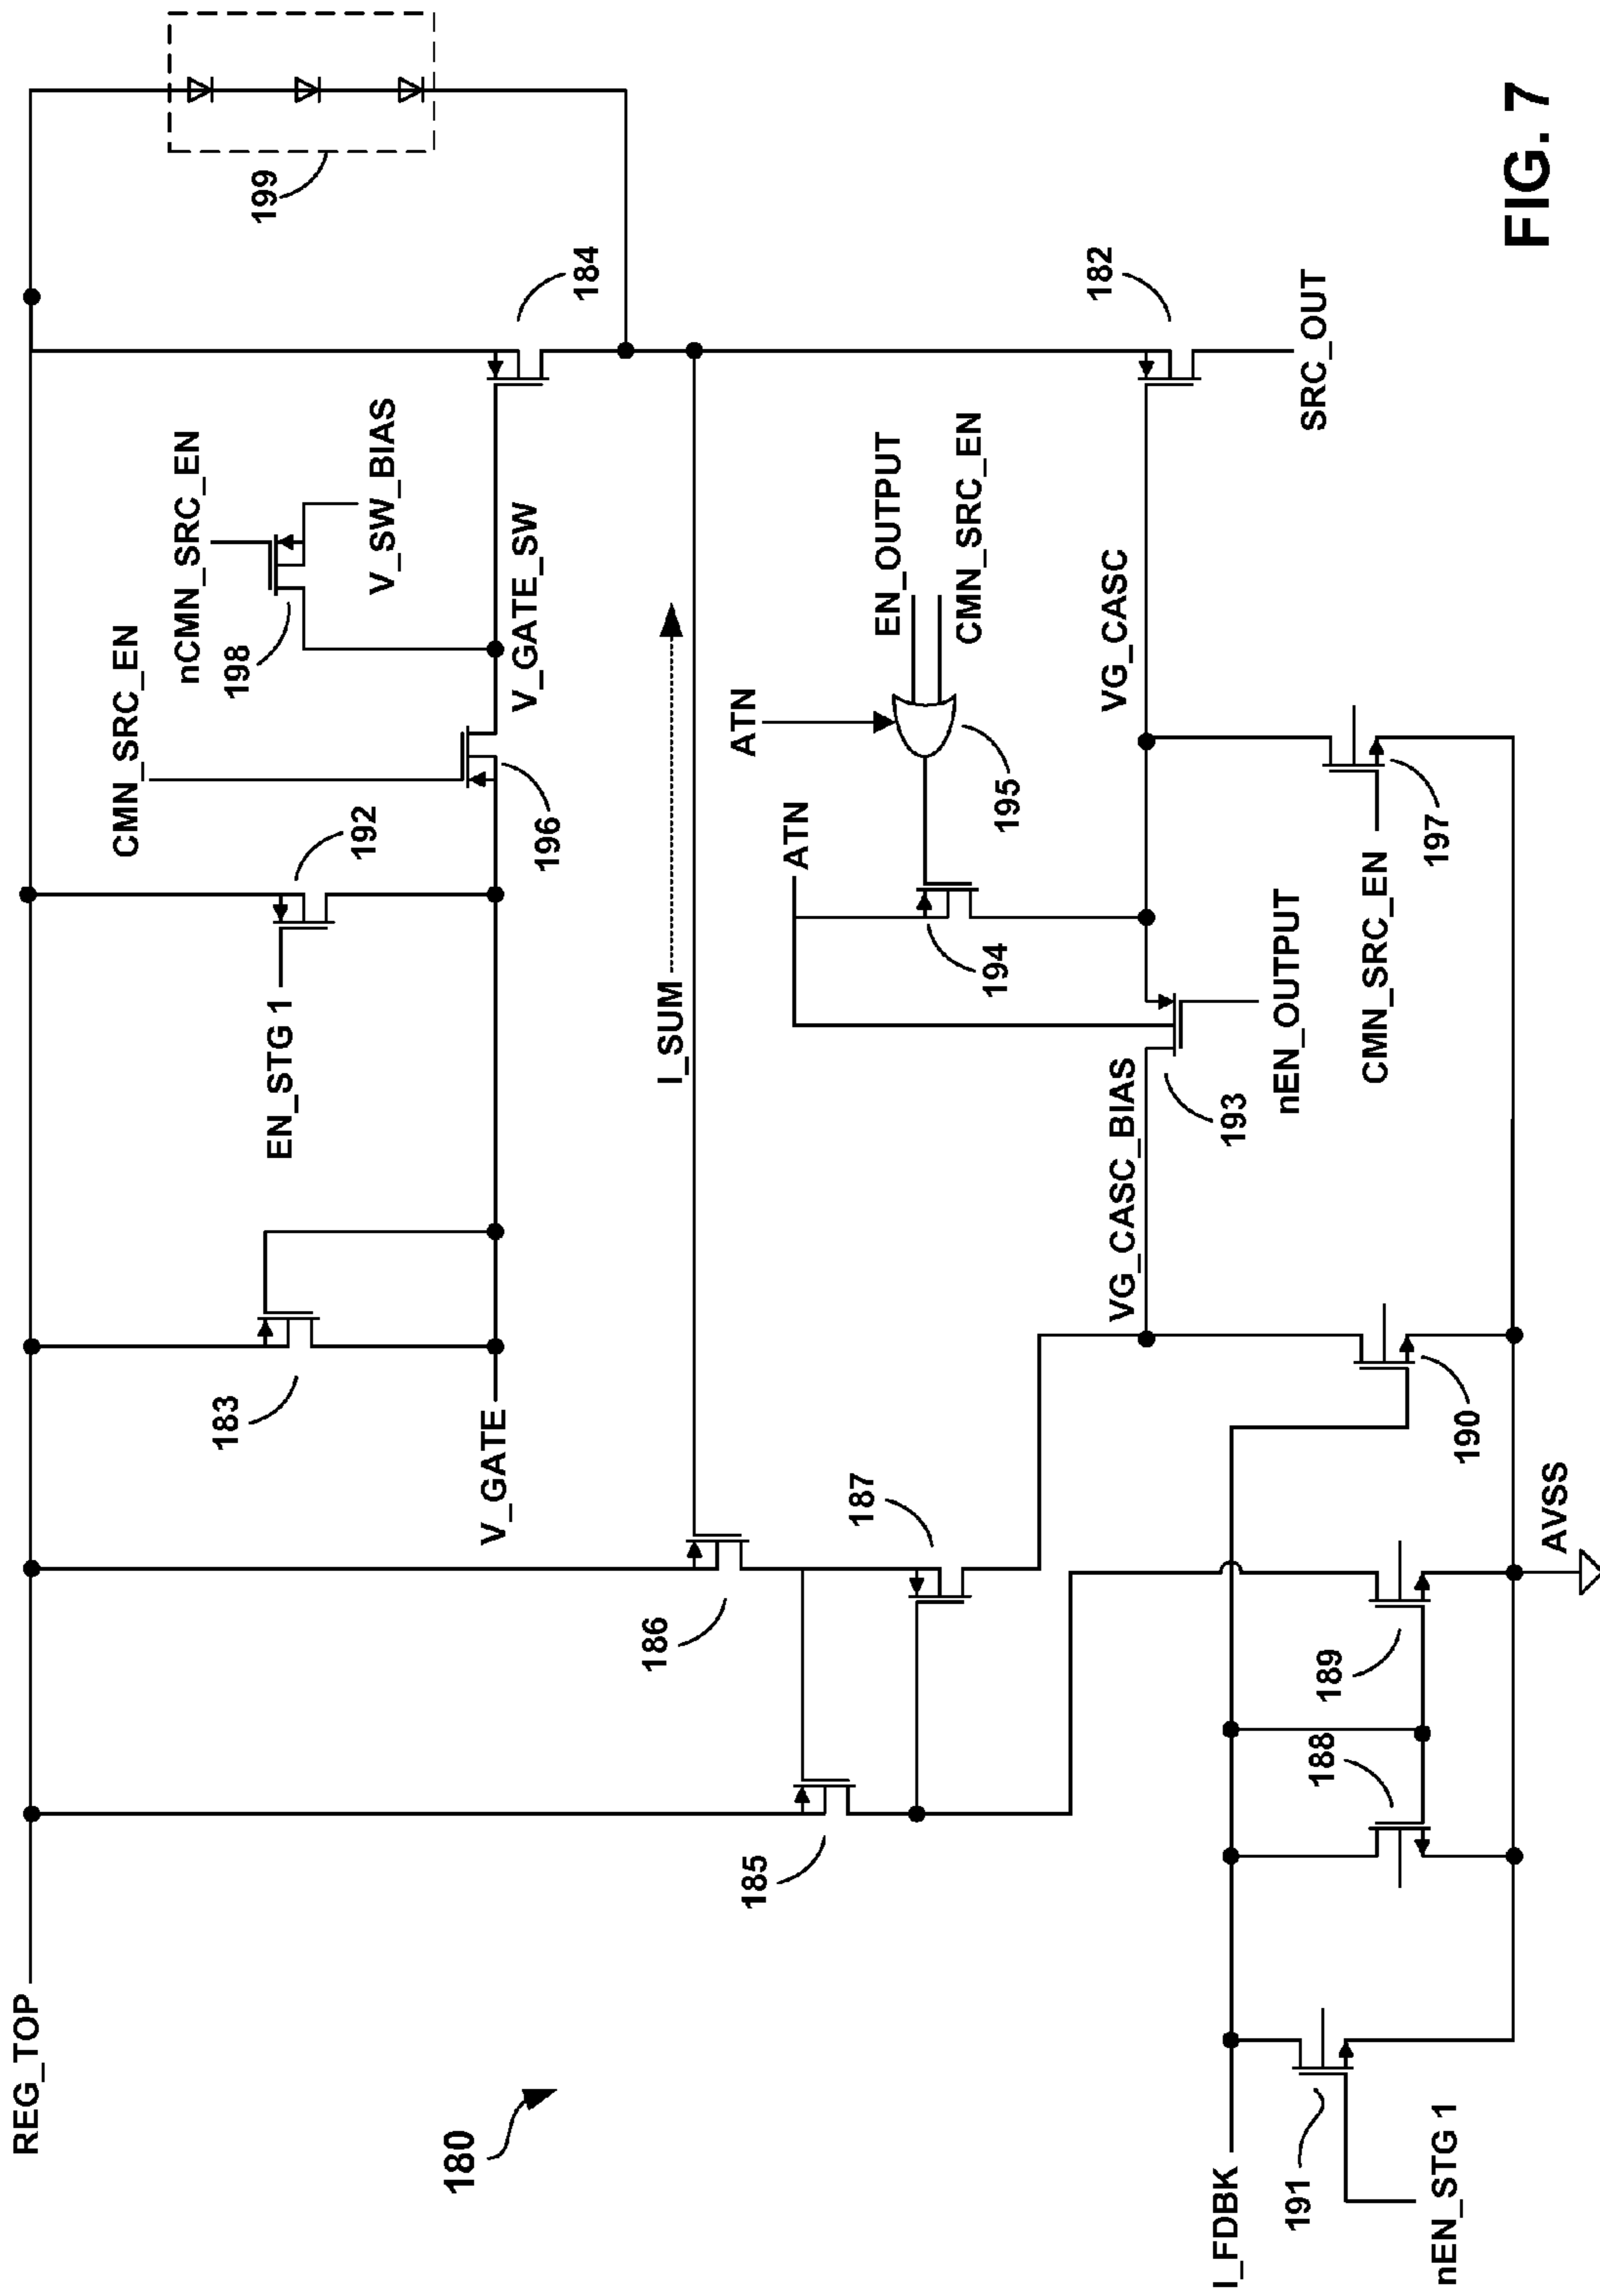 REG_TOP
180
183
V_GATE
EN_STG 1
192
CMN_SRC_EN
196
nCMN_SRC_EN
198
V_SW_BIAS
V_GATE_SW
184
199
I_SUM
186
187
185
ATN
ATN
EN_OUTPUT
CMN_SRC_EN
195
194
VG_CASC_BIAS
193
nEN_OUTPUT
VG_CASC
182
SRC_OUT
CMN_SRC_EN
197
I_FDBK
191
nEN_STG 1
188
189
190
AVSS
FIG. 7